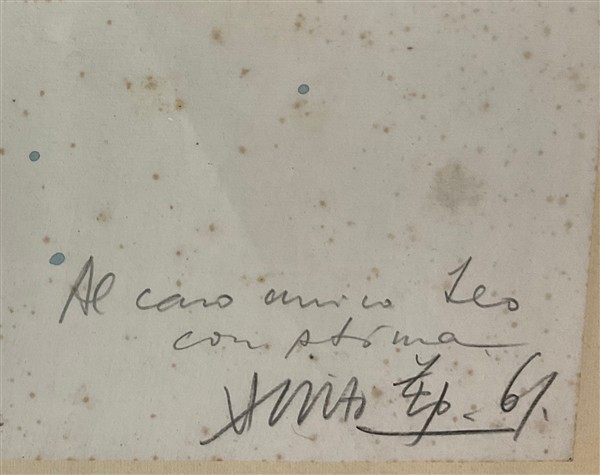 Al caro amico Leo
con stima
61.